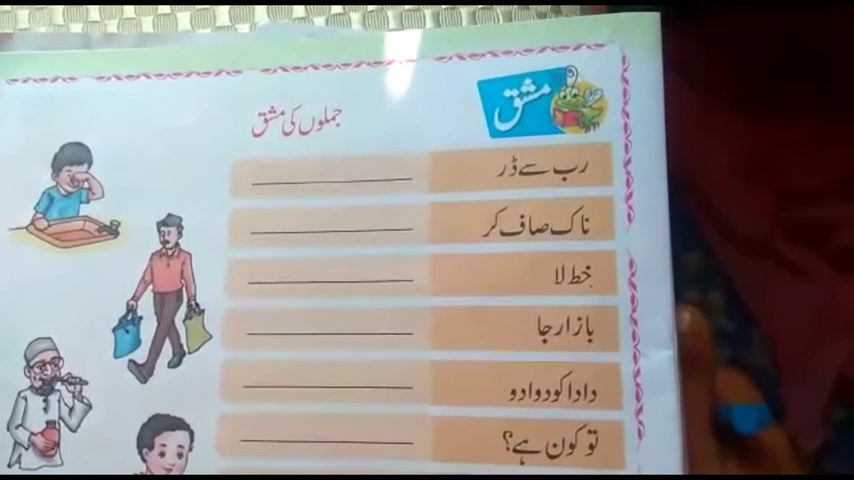 مشق
جملوں کی مشق
رب سے ڈر
ناک صاف کر
خط لا
بازار جا
دادا کو دوا دو
تو کون ہے؟